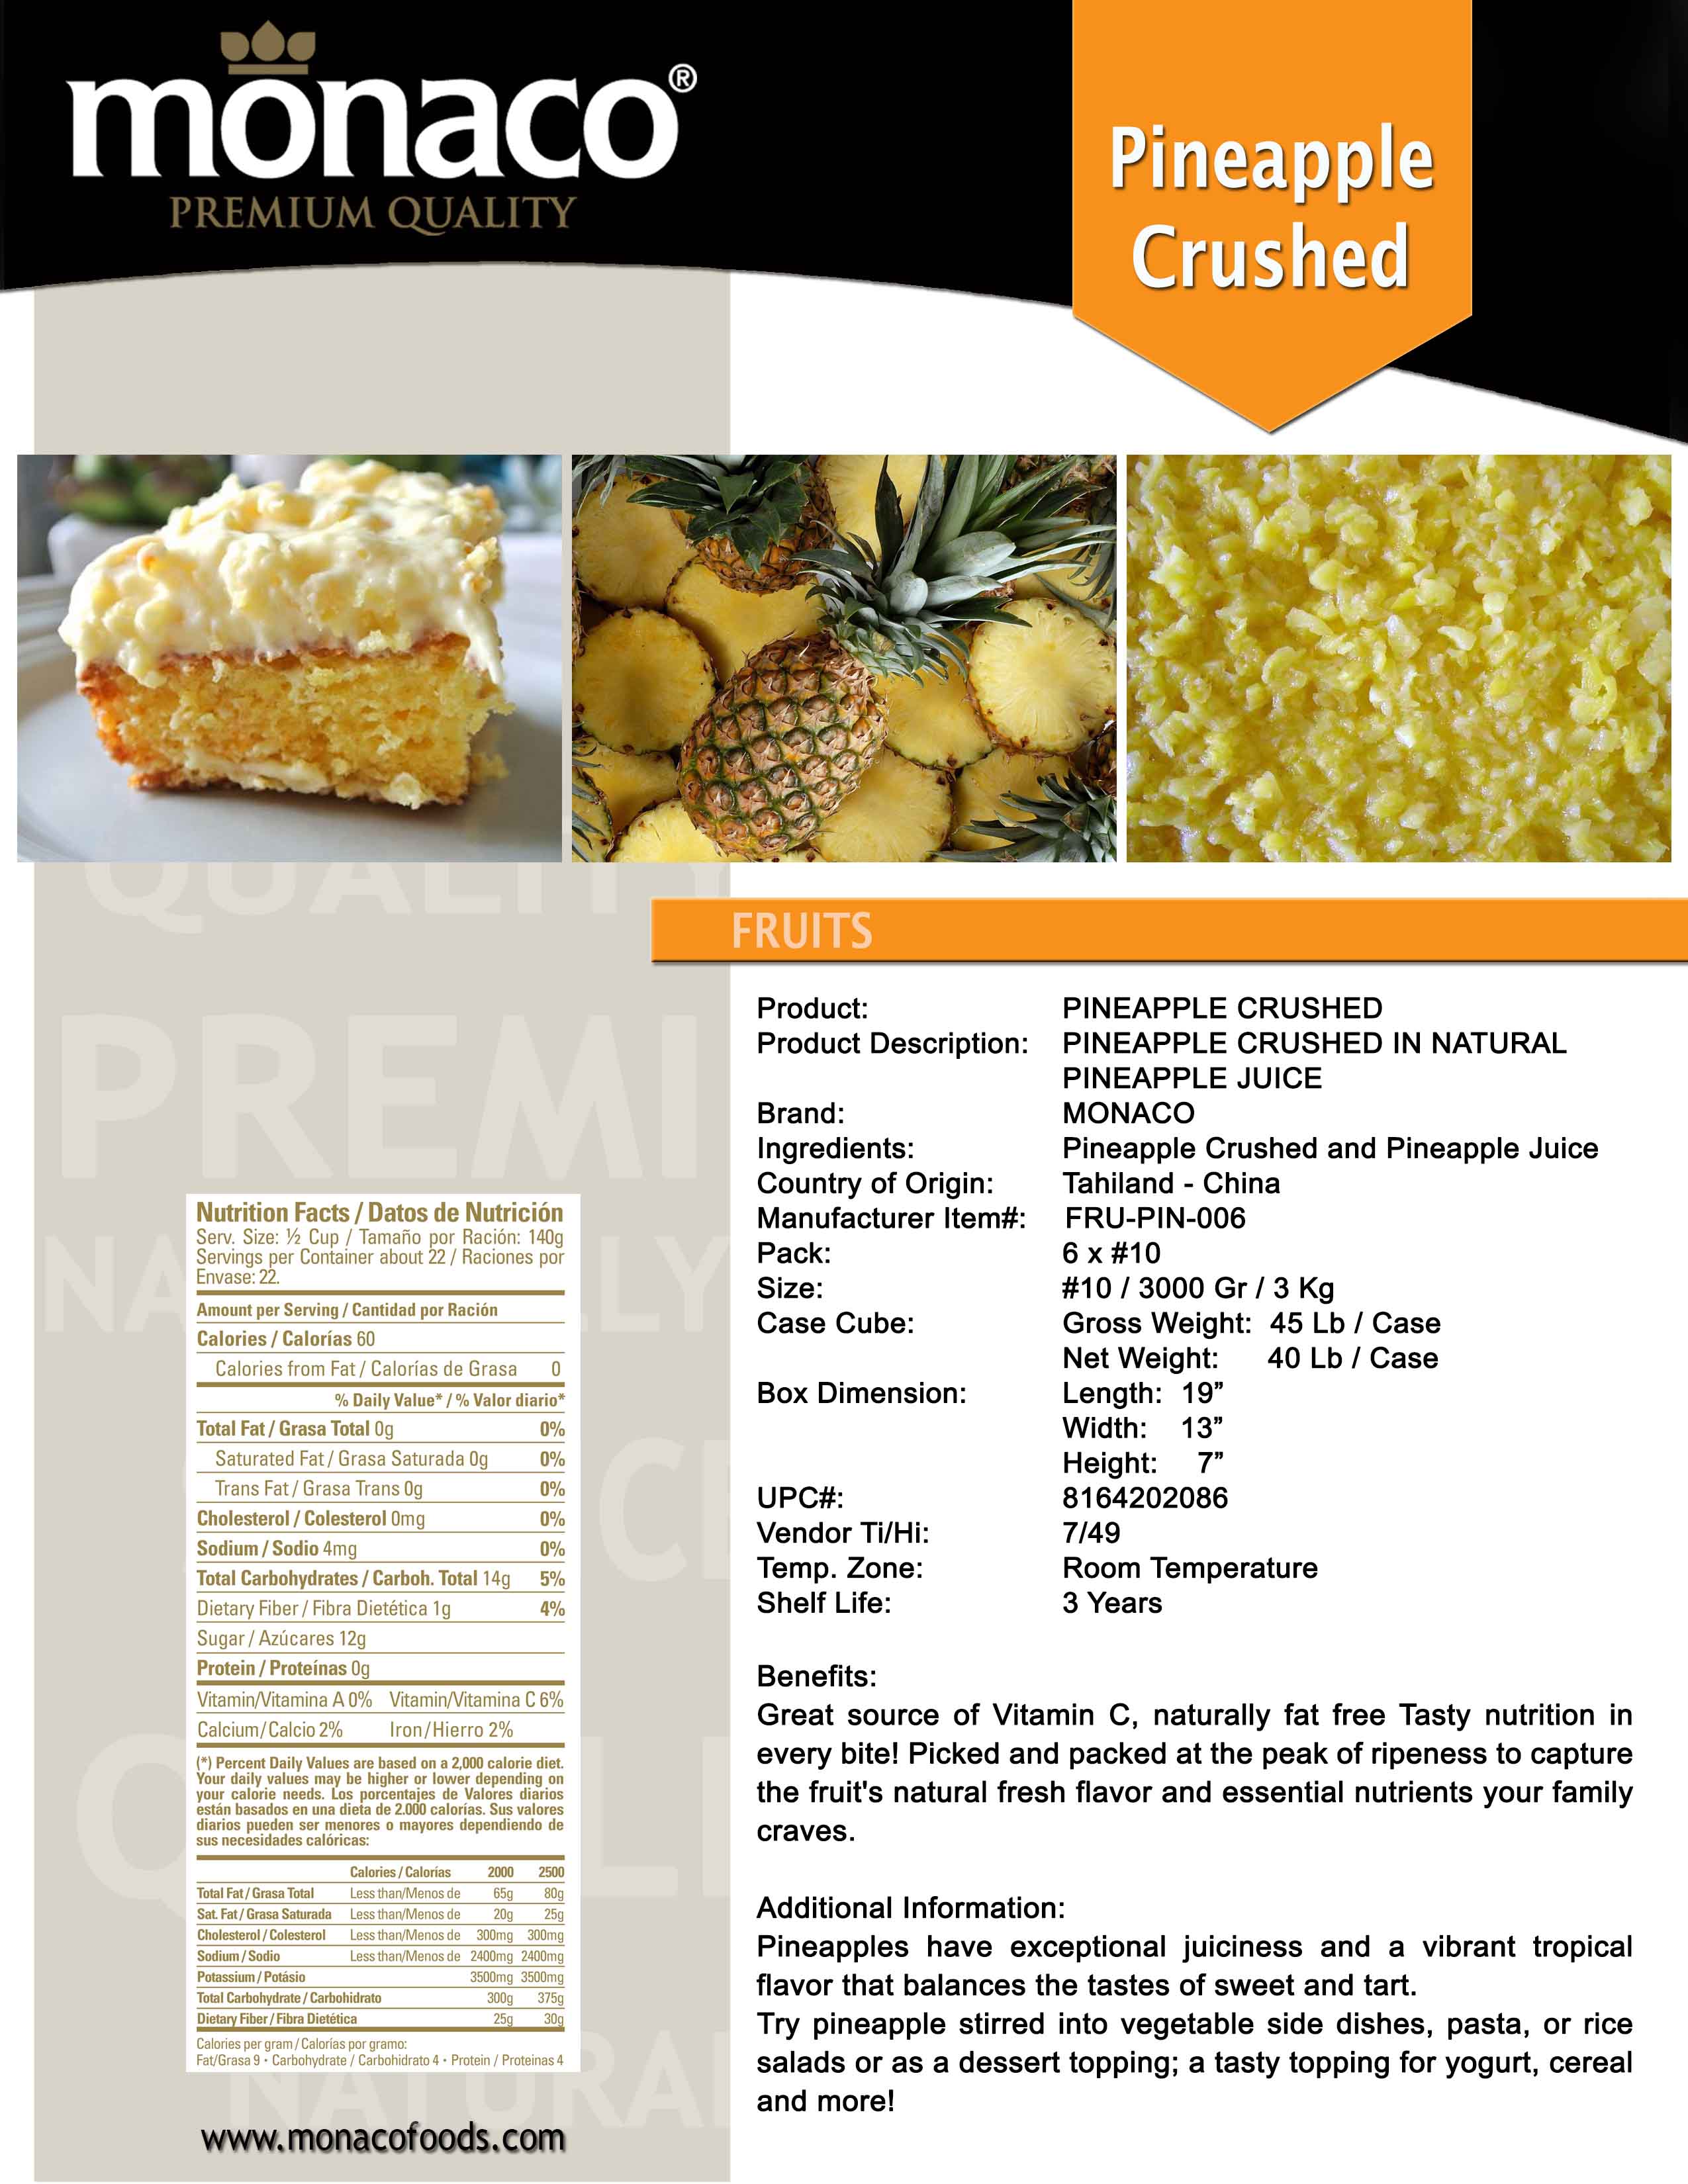 monaco®
PREMIUM QUALITY
Pineapple
Crushed
QUALITY
FRUITS
PREMI
Product: PINEAPPLE CRUSHED
Product Description: PINEAPPLE CRUSHED IN NATURAL
PINEAPPLE JUICE
Brand: MONACO
Ingredients: Pineapple Crushed and Pineapple Juice
Country of Origin: Tahiland - China
Manufacturer Item#: FRU-PIN-006
Pack: 6 x #10
Size: #10 / 3000 Gr / 3 Kg
Case Cube: Gross Weight: 45 Lb / Case
Net Weight: 40 Lb / Case
Box Dimension: Length: 19”
Width: 13”
Height: 7”
UPC#: 8164202086
Vendor Ti/Hi: 7/49
Temp. Zone: Room Temperature
Shelf Life: 3 Years
Benefits:
Great source of Vitamin C, naturally fat free Tasty nutrition in
every bite! Picked and packed at the peak of ripeness to capture
the fruit's natural fresh flavor and essential nutrients your family
craves.
Additional Information:
Pineapples have exceptional juiciness and a vibrant tropical
flavor that balances the tastes of sweet and tart.
Try pineapple stirred into vegetable side dishes, pasta, or rice
salads or as a dessert topping; a tasty topping for yogurt, cereal
and more!
Nutrition Facts / Datos de Nutrición
Serv. Size: ½ Cup / Tamaño por Ración: 140g
Servings per Container about 22 / Raciones por
Envase: 22.
Amount per Serving / Cantidad por Ración
Calories / Calorías 60
Calories from Fat / Calorías de Grasa 0
% Daily Value* / % Valor diario*
Total Fat / Grasa Total 0g 0%
Saturated Fat / Grasa Saturada 0g 0%
Trans Fat / Grasa Trans 0g 0%
Cholesterol / Colesterol 0mg 0%
Sodium / Sodio 4mg 0%
Total Carbohydrates / Carboh. Total 14g 5%
Dietary Fiber / Fibra Dietética 1g 4%
Sugar / Azúcares 12g
Protein / Proteínas 0g
Vitamin/Vitamina A 0% Vitamin/Vitamina C 6%
Calcium/Calcio 2% Iron/Hierro 2%
(*) Percent Daily Values are based on a 2,000 calorie diet.
Your daily values may be higher or lower depending on
your calorie needs. Los porcentajes de Valores diarios
están basados en una dieta de 2.000 calorías. Sus valores
diarios pueden ser menores o mayores dependiendo de
sus necesidades calóricas:
Calories / Calorías 2000 2500
Total Fat / Grasa Total Less than/Menos de 65g 80g
Sat. Fat / Grasa Saturada Less than/Menos de 20g 25g
Cholesterol / Colesterol Less than/Menos de 300mg 300mg
Sodium / Sodio Less than/Menos de 2400mg 2400mg
Potassium / Potásio 3500mg 3500mg
Total Carbohydrate / Carbohidrato 300g 375g
Dietary Fiber / Fibra Dietética 25g 30g
Calories per gram / Calorías por gramo:
Fat/Grasa 9 • Carbohydrate / Carbohidrato 4 • Protein / Proteinas 4
NATURAL
www.monacofoods.com